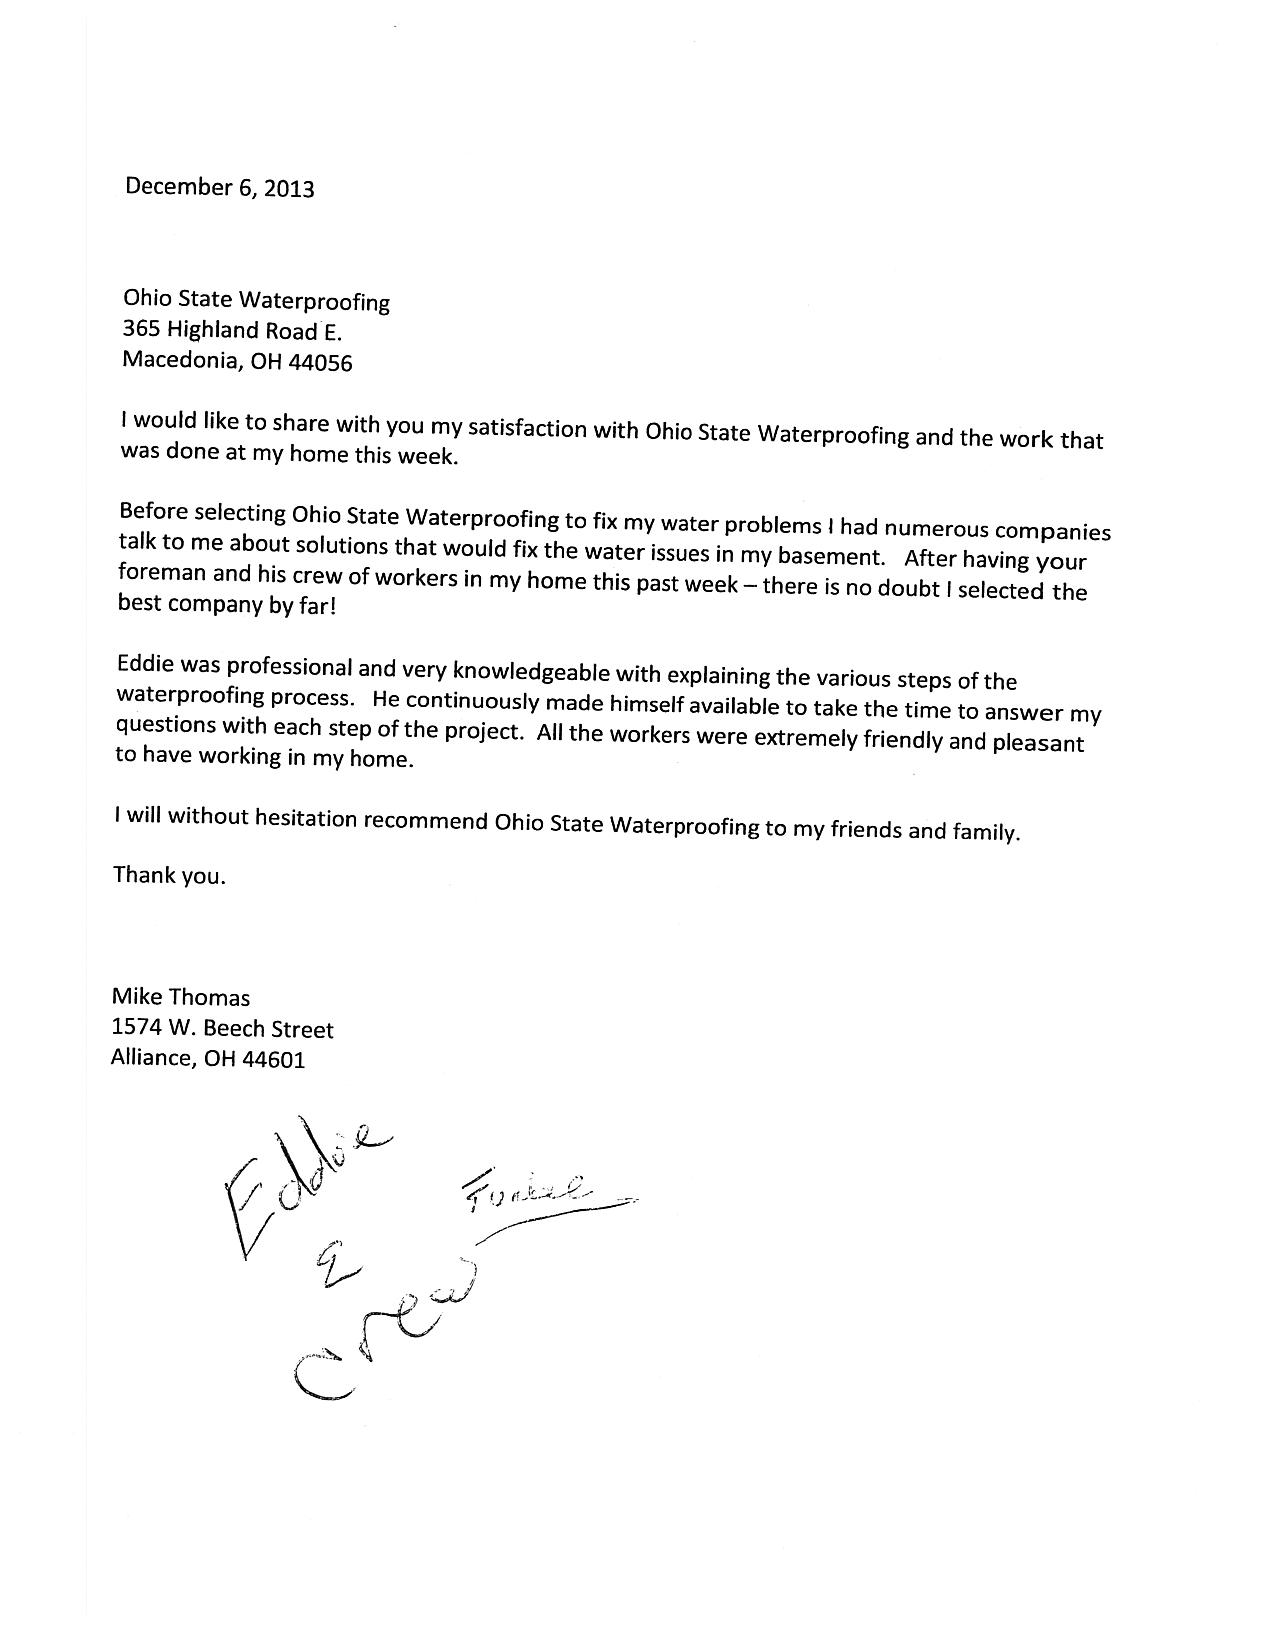 December 6, 2013
Ohio State Waterproofing
365 Highland Road E.
Macedonia, OH 44056
I would like to share with you my satisfaction with Ohio State Waterproofing and the work that
was done at my home this week.
Before selecting Ohio State Waterproofing to fix my water problems I had numerous companies
talk to me about solutions that would fix the water issues in my basement.   After having your
foreman and his crew of workers in my home this past week – there is no doubt I selected the
best company by far!
Eddie was professional and very knowledgeable with explaining the various steps of the
waterproofing process.   He continuously made himself available to take the time to answer my
questions with each step of the project.  All the workers were extremely friendly and pleasant
to have working in my home.
I will without hesitation recommend Ohio State Waterproofing to my friends and family.
Thank you.
Mike Thomas
1574 W. Beech Street
Alliance, OH 44601
Eddie
&
Crew